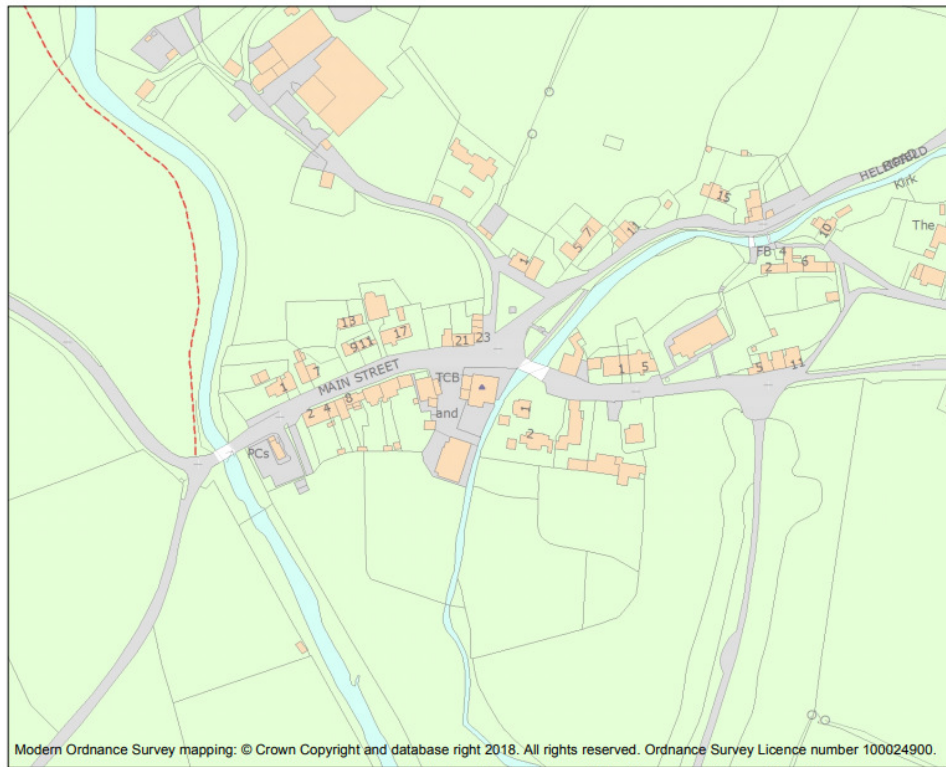 HELLIFIELD ROAD
Kirk
15
11
5 7
1
10
The
FB 4
2
6
13
9 11
17
21 23
7
1
MAIN STREET
2 4
8
TCB
and
PCs
1
2
1 5
5
11
Modern Ordnance Survey mapping: © Crown Copyright and database right 2018. All rights reserved. Ordnance Survey Licence number 100024900.